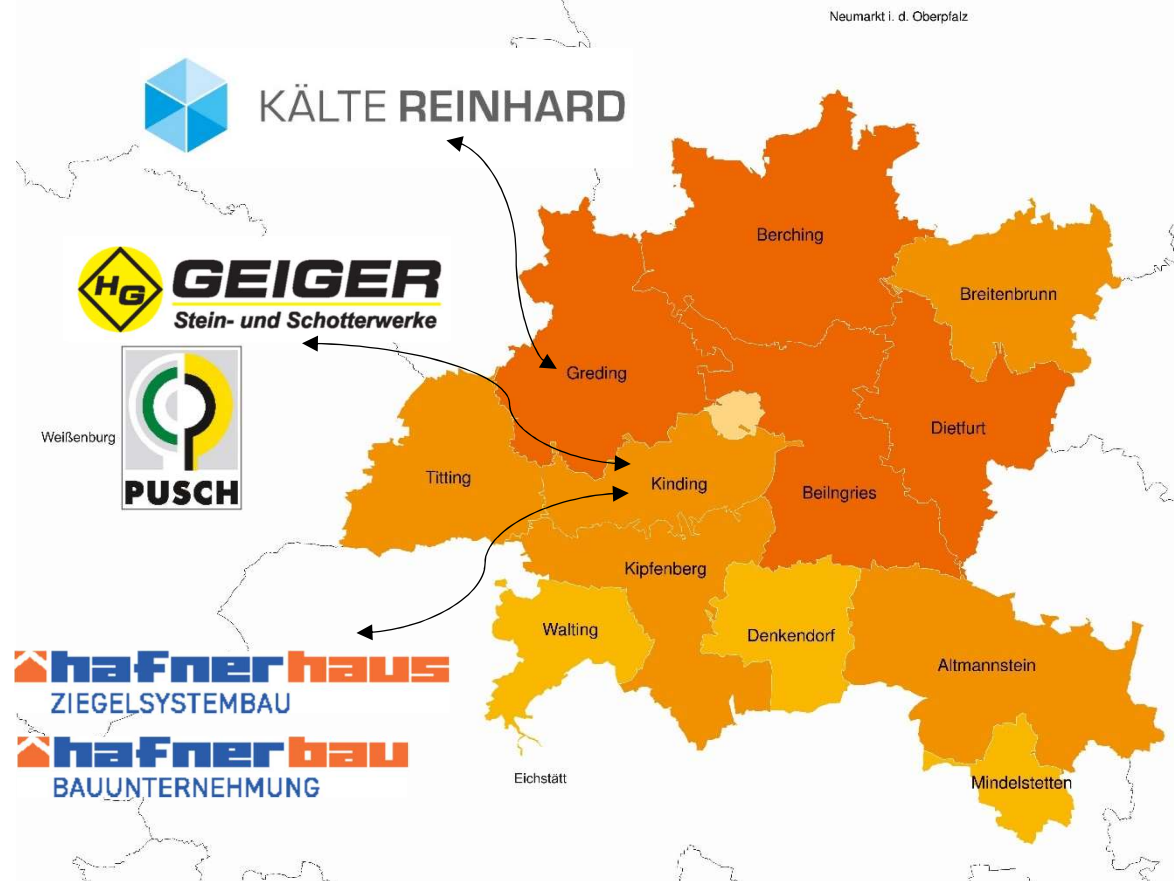 Neumarkt i. d. Oberpfalz
KÄLTE REINHARD
Berching
HG
GEIGER
Stein- und Schotterwerke
Breitenbrunn
Greding
Weißenburg
PUSCH
Dietfurt
Titting
Kinding
Beilngries
Kipfenberg
Walting
Denkendorf
hafnerhaus
ZIEGELSYSTEMBAU
Altmannstein
hafnerbau
BAUUNTERNEHMUNG
Eichstätt
Mindelstetten